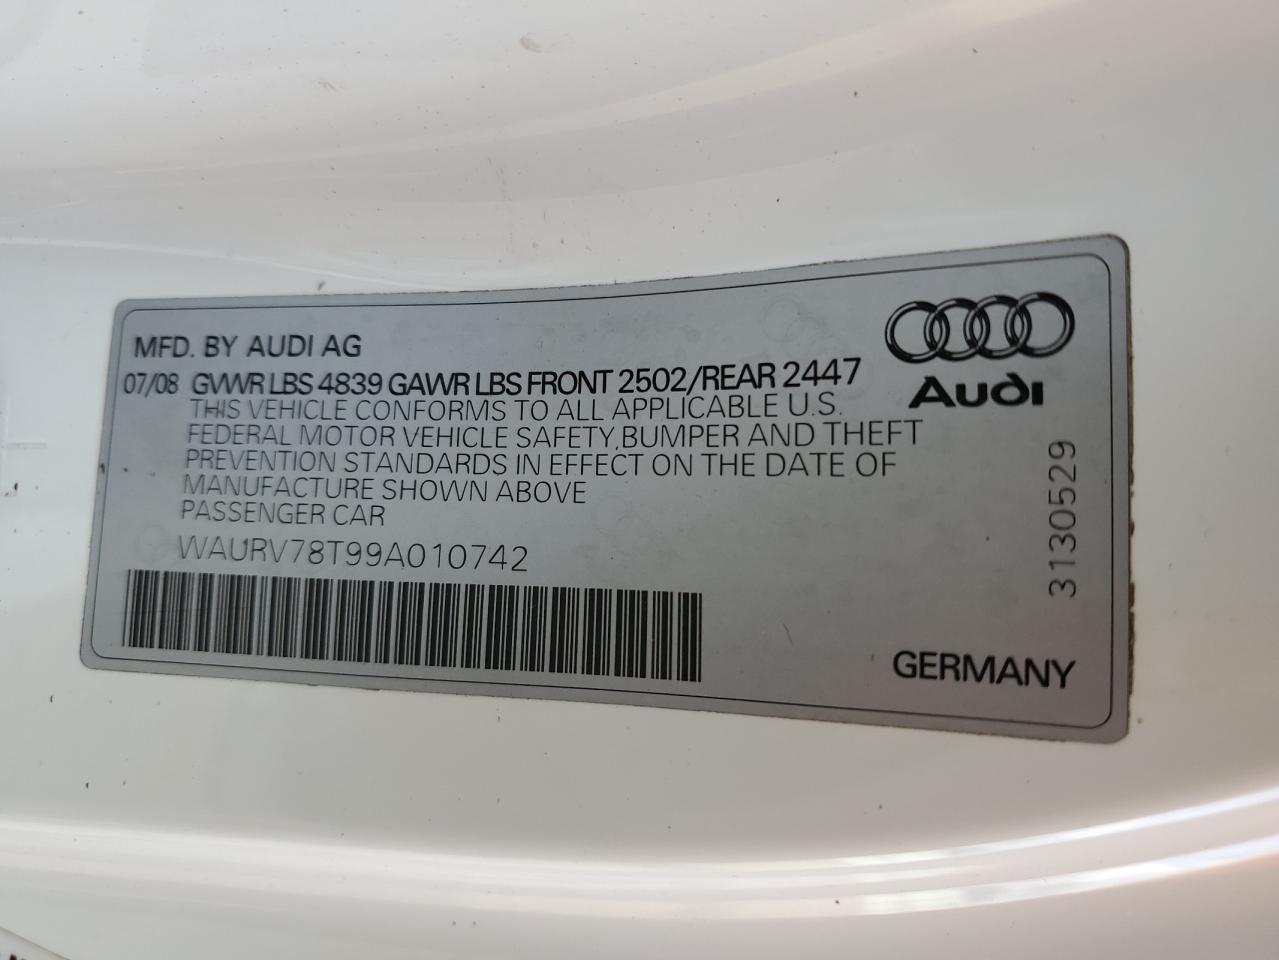 MFD. BY AUDI AG
07/08 GVWR LBS 4839 GAWR LBS FRONT 2502/REAR 2447
THIS VEHICLE CONFORMS TO ALL APPLICABLE U.S.
FEDERAL MOTOR VEHICLE SAFETY,BUMPER AND THEFT
PREVENTION STANDARDS IN EFFECT ON THE DATE OF
MANUFACTURE SHOWN ABOVE
PASSENGER CAR
WAURV78T99A010742
Audi
3130529
GERMANY